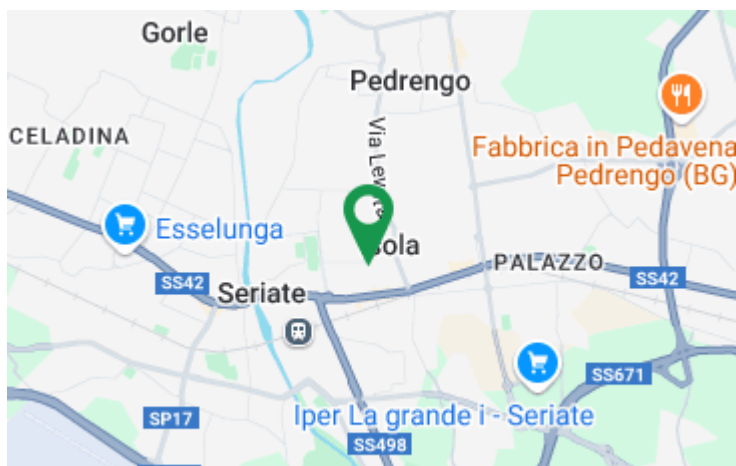 Gorle
Pedrengo
CELADINA
Via Lev
Fabbrica in Pedavena
Pedrengo (BG)
Esselunga
sola
PALAZZO
SS42
SS42
Seriate
SS671
Iper La grande i - Seriate
SP17
SS498